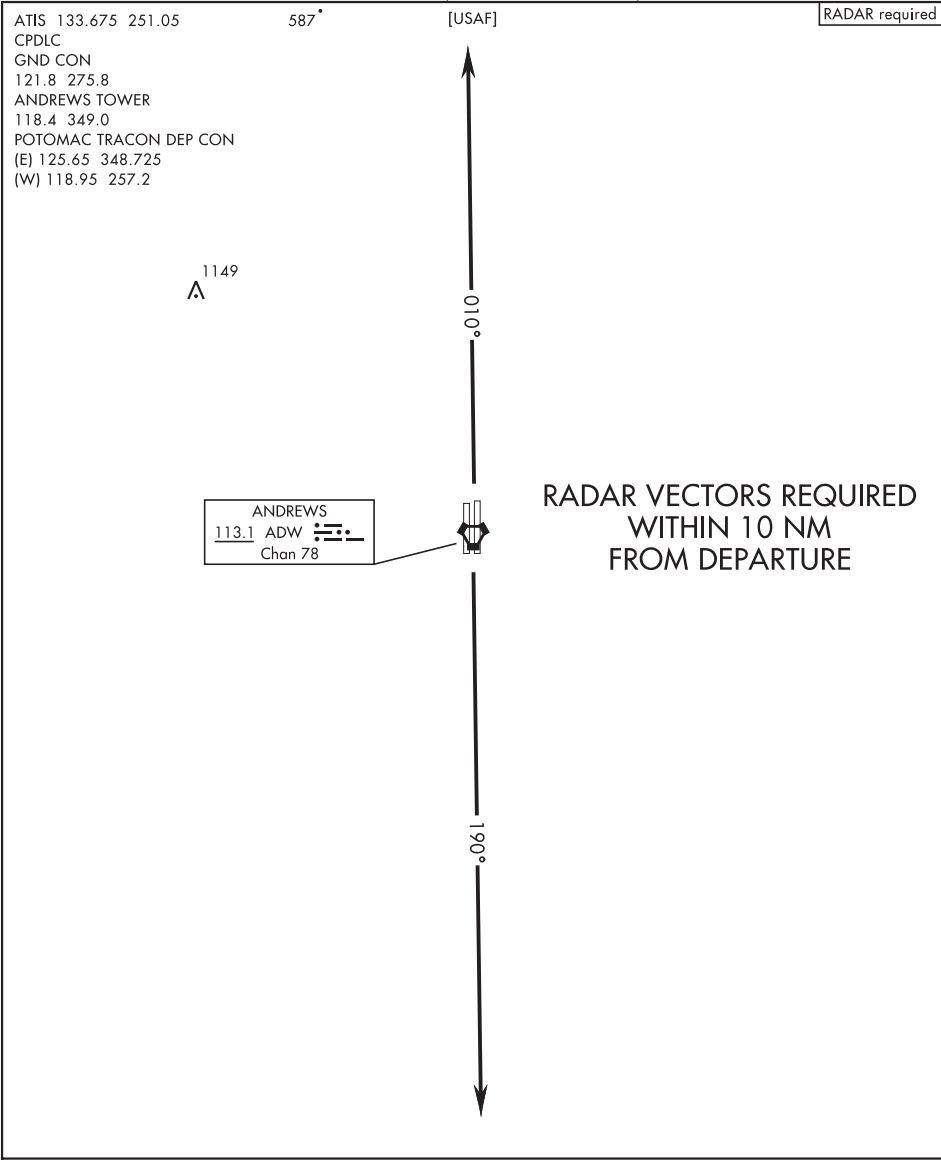 ATIS 133.675 251.05
CPDLC
GND CON
121.8 275.8
ANDREWS TOWER
118.4 349.0
POTOMAC TRACON DEP CON
(E) 125.65 348.725
(W) 118.95 257.2
587
[USAF]
RADAR required
1149
010°
ANDREWS
113.1 ADW
Chan 78
RADAR VECTORS REQUIRED
WITHIN 10 NM
FROM DEPARTURE
190°